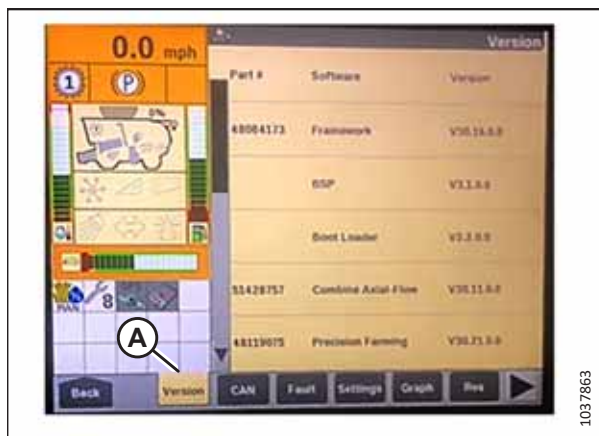 0.0 mph
Version
1
P
0%
Part # Software Version
48084173 Framework V30.16.0.0
BSP V3.1.0.0
Boot Loader V3.2.0.0
51428757 Combine Axial-Flow V30.11.0.0
48119075 Precision Farming V30.21.0.0
MAN
8
A
Back Version CAN Fault Settings Graph Res
1037863